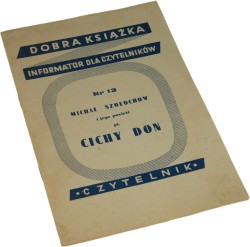 DOBRA KSIĄŻKA
INFORMATOR DLA CZYTELNIKÓW
Nr 13
MICHAŁ SZOŁOCHOW
i jego powieść
pt.
CICHY DON
•CZYTELNIK•